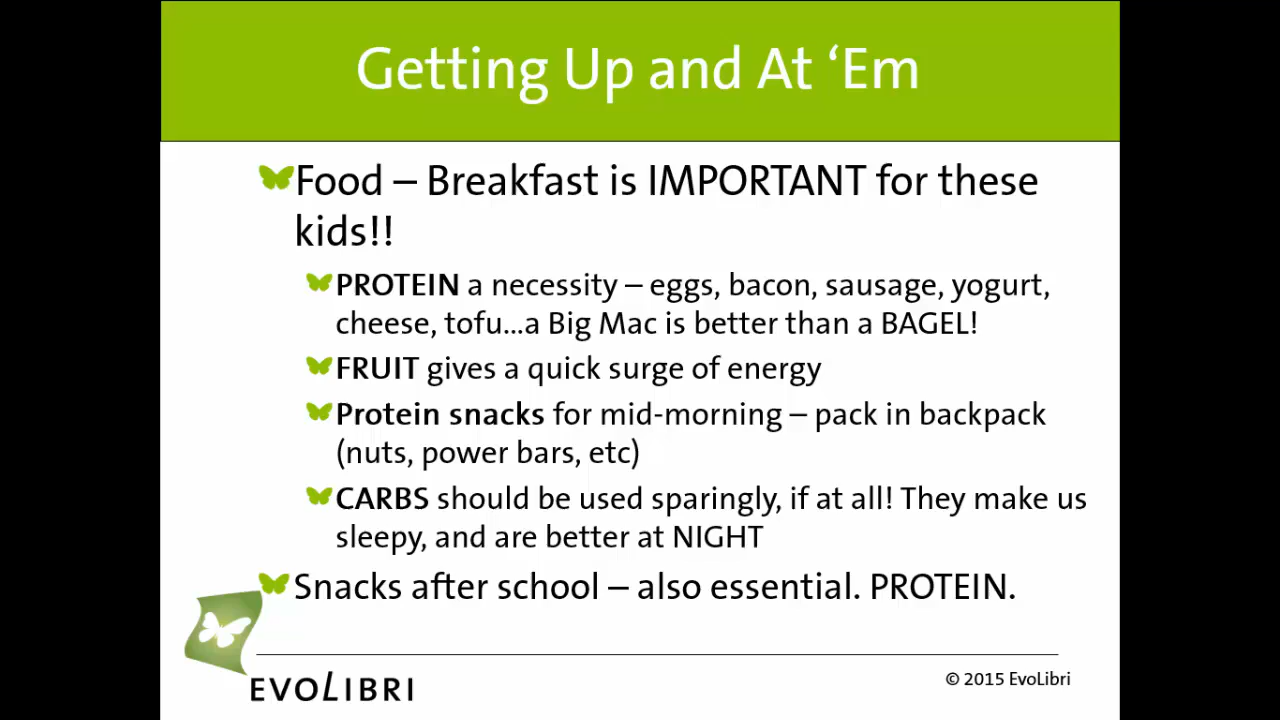 Getting Up and At ‘Em
Food – Breakfast is IMPORTANT for these
kids!!
PROTEIN a necessity – eggs, bacon, sausage, yogurt,
cheese, tofu...a Big Mac is better than a BAGEL!
FRUIT gives a quick surge of energy
Protein snacks for mid-morning – pack in backpack
(nuts, power bars, etc)
CARBS should be used sparingly, if at all! They make us
sleepy, and are better at NIGHT
Snacks after school – also essential. PROTEIN.
EVOLIBRI
© 2015 EvoLibri